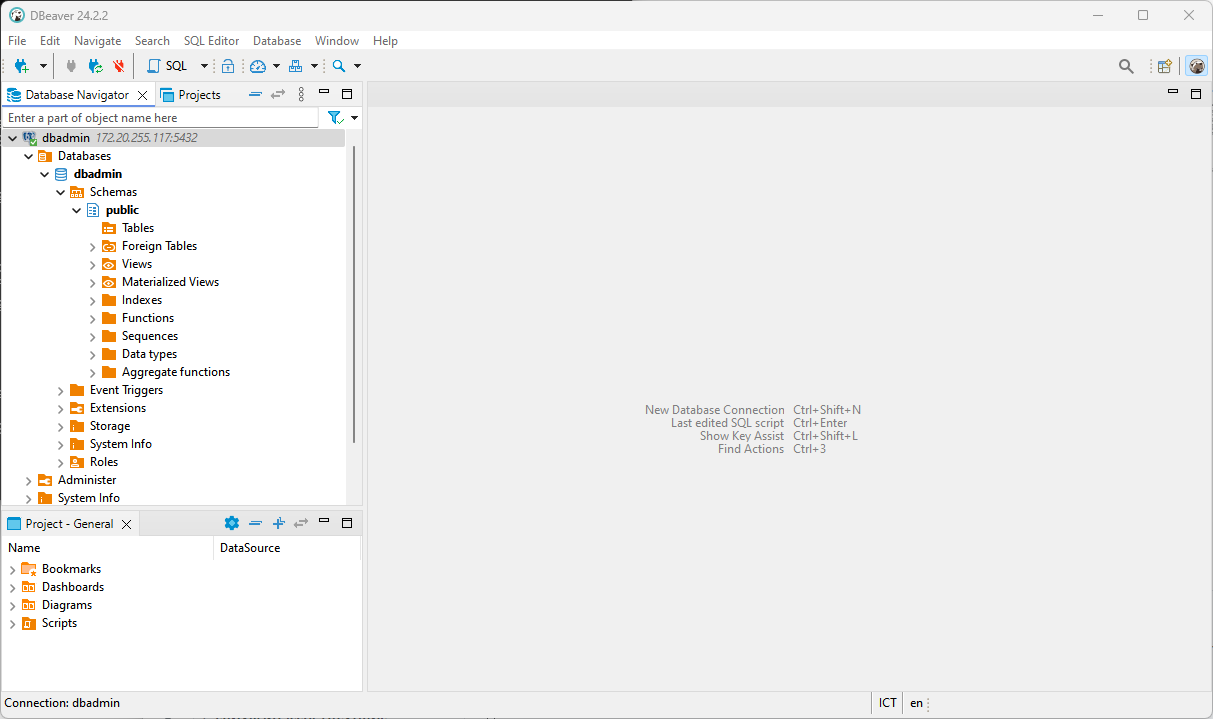 DBeaver 24.2.2
File Edit Navigate Search SQL Editor Database Window Help
SQL
Database Navigator Projects
Enter a part of object name here
dbadmin 172.20.255.117:5432
Databases
dbadmin
Schemas
public
Tables
Foreign Tables
Views
Materialized Views
Indexes
Functions
Sequences
Data types
Aggregate functions
Event Triggers
Extensions
Storage
System Info
Roles
Administer
System Info
New Database Connection Ctrl+Shift+N
Last edited SQL script Ctrl+Enter
Show Key Assist Ctrl+Shift+L
Find Actions Ctrl+3
Project - General
Name DataSource
Bookmarks
Dashboards
Diagrams
Scripts
Connection: dbadmin ICT en